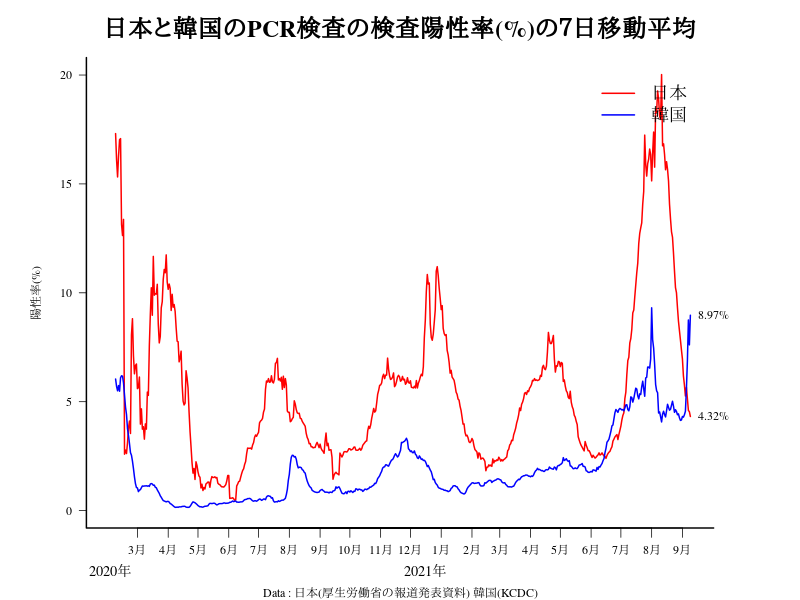 日本と韓国のPCR検査の検査陽性率(%)の7日移動平均
日本
韓国
陽性率(%)
20
15
10
5
0
8.97%
4.32%
3月 4月 5月 6月 7月 8月 9月 10月 11月 12月 1月 2月 3月 4月 5月 6月 7月 8月 9月
2020年 2021年
Data : 日本(厚生労働省の報道発表資料) 韓国(KCDC)